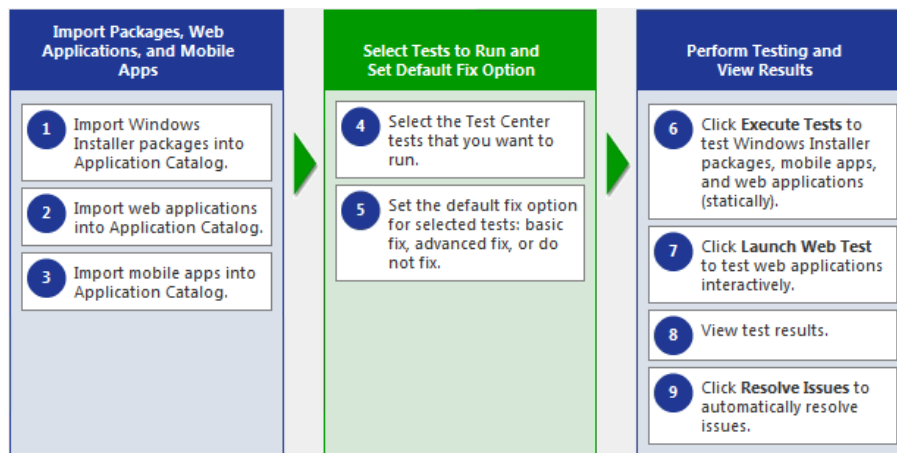 Import Packages, Web
Applications, and Mobile
Apps
1
Import Windows
Installer packages into
Application Catalog.
2
Import web applications
into Application Catalog.
3
Import mobile apps into
Application Catalog.
Select Tests to Run and
Set Default Fix Option
4
Select the Test Center
tests that you want to
run.
5
Set the default fix option
for selected tests: basic
fix, advanced fix, or do
not fix.
Perform Testing and
View Results
6
Click Execute Tests to
test Windows Installer
packages, mobile apps,
and web applications
(statically).
7
Click Launch Web Test
to test web applications
interactively.
8
View test results.
9
Click Resolve Issues to
automatically resolve
issues.